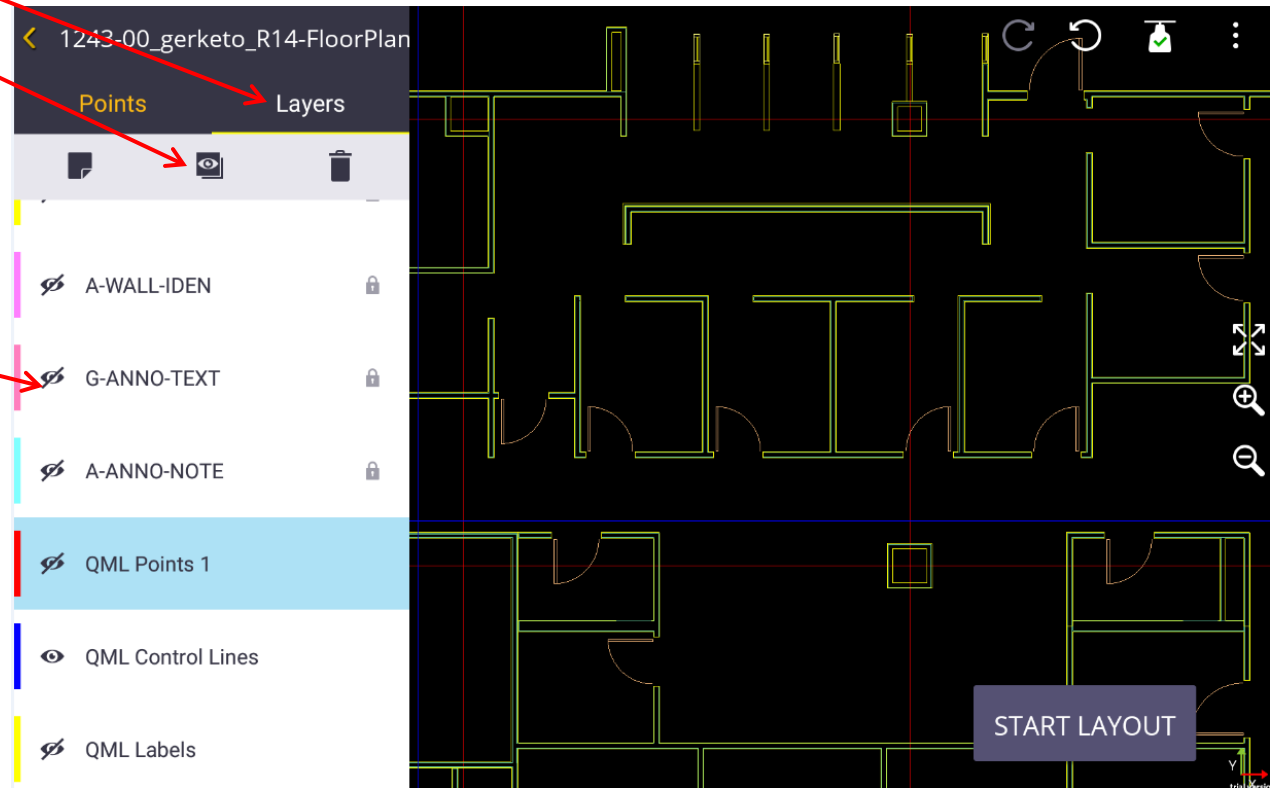 1243-00_gerketo_R14-FloorPlan
Points Layers
A-WALL-IDEN
G-ANNO-TEXT
A-ANNO-NOTE
QML Points 1
QML Control Lines
QML Labels
START LAYOUT
Y
X